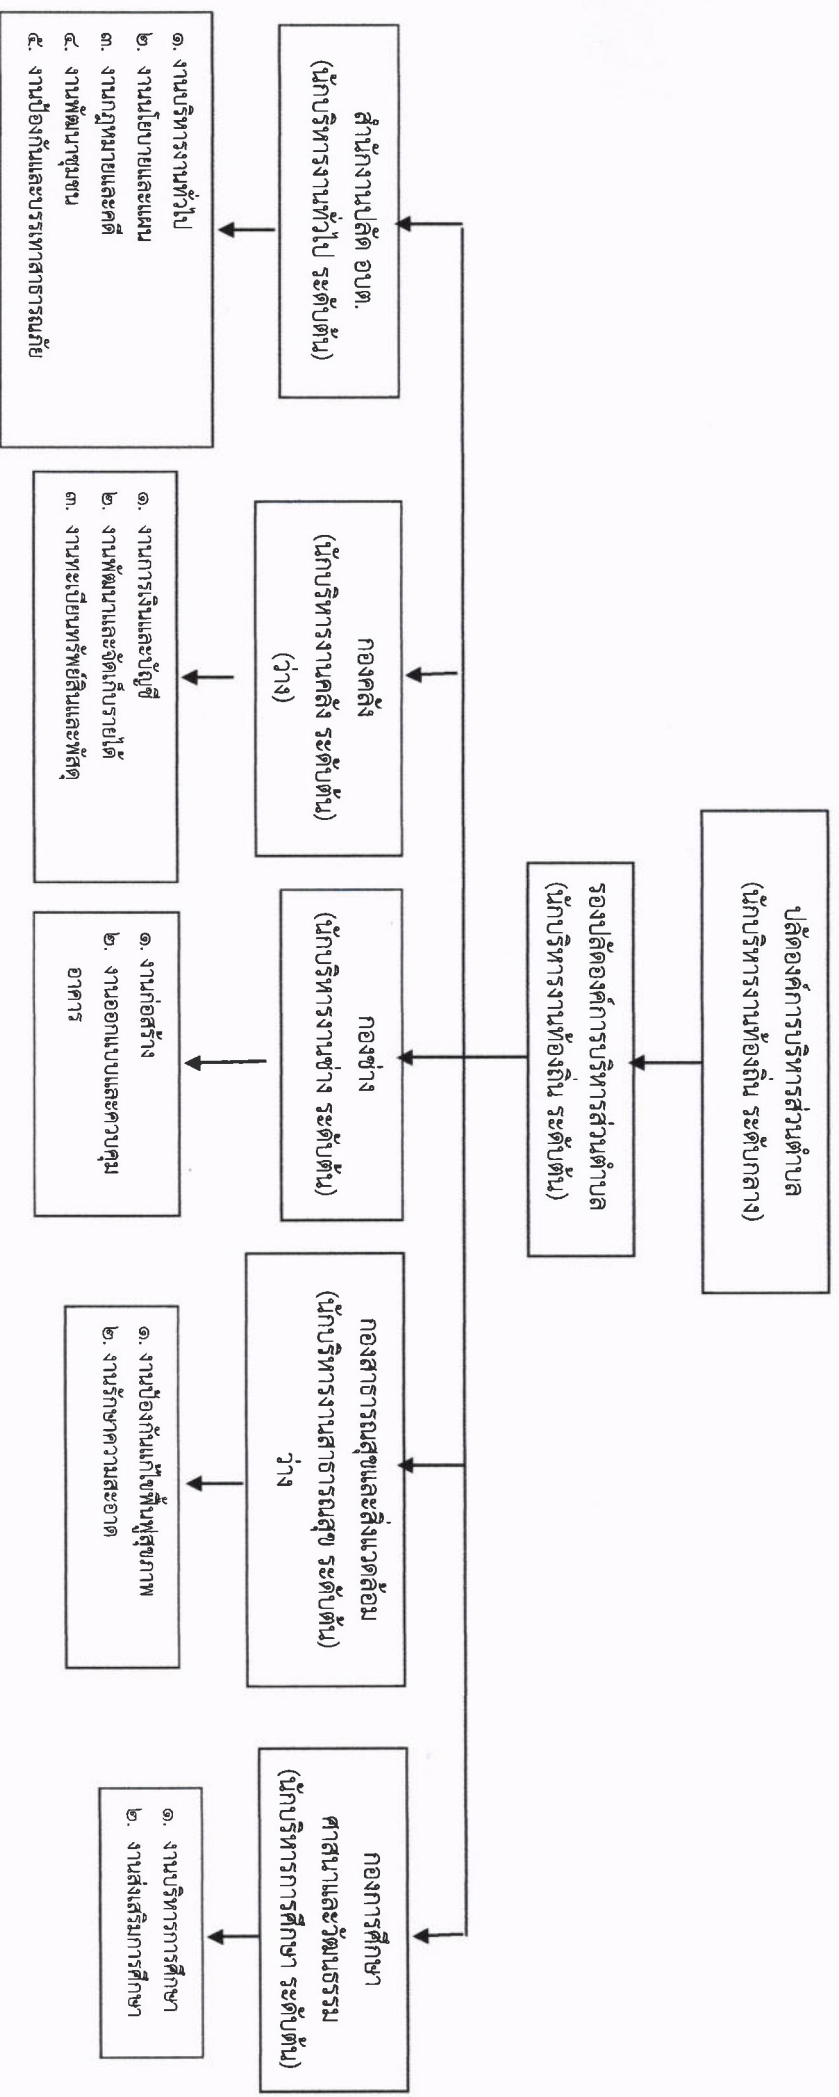 ปลัดองค์การบริหารส่วนตำบล
(นักบริหารงานท้องถิ่น ระดับกลาง)
รองปลัดองค์การบริหารส่วนตำบล
(นักบริหารงานท้องถิ่น ระดับต้น)
สำนักงานปลัด อบต.
(นักบริหารงานทั่วไป ระดับต้น)
๑. งานบริหารงานทั่วไป
๒. งานนโยบายและแผน
๓. งานกฎหมายและคดี
๔. งานพัฒนาชุมชน
๕. งานป้องกันและบรรเทาสาธารณภัย
กองคลัง
(นักบริหารงานคลัง ระดับต้น)
(ว่าง)
๑. งานการเงินและบัญชี
๒. งานพัฒนาและจัดเก็บรายได้
๓. งานทะเบียนทรัพย์สินและพัสดุ
กองช่าง
(นักบริหารงานช่าง ระดับต้น)
๑. งานก่อสร้าง
๒. งานออกแบบและควบคุม
อาคาร
กองสาธารณสุขและสิ่งแวดล้อม
(นักบริหารงานสาธารณสุข ระดับต้น)
ว่าง
๑. งานป้องกันแก้ไขฟื้นฟูสุขภาพ
๒. งานรักษาความสะอาด
กองการศึกษา
ศาสนาและวัฒนธรรม
(นักบริหารการศึกษา ระดับต้น)
๑. งานบริหารการศึกษา
๒. งานส่งเสริมการศึกษา